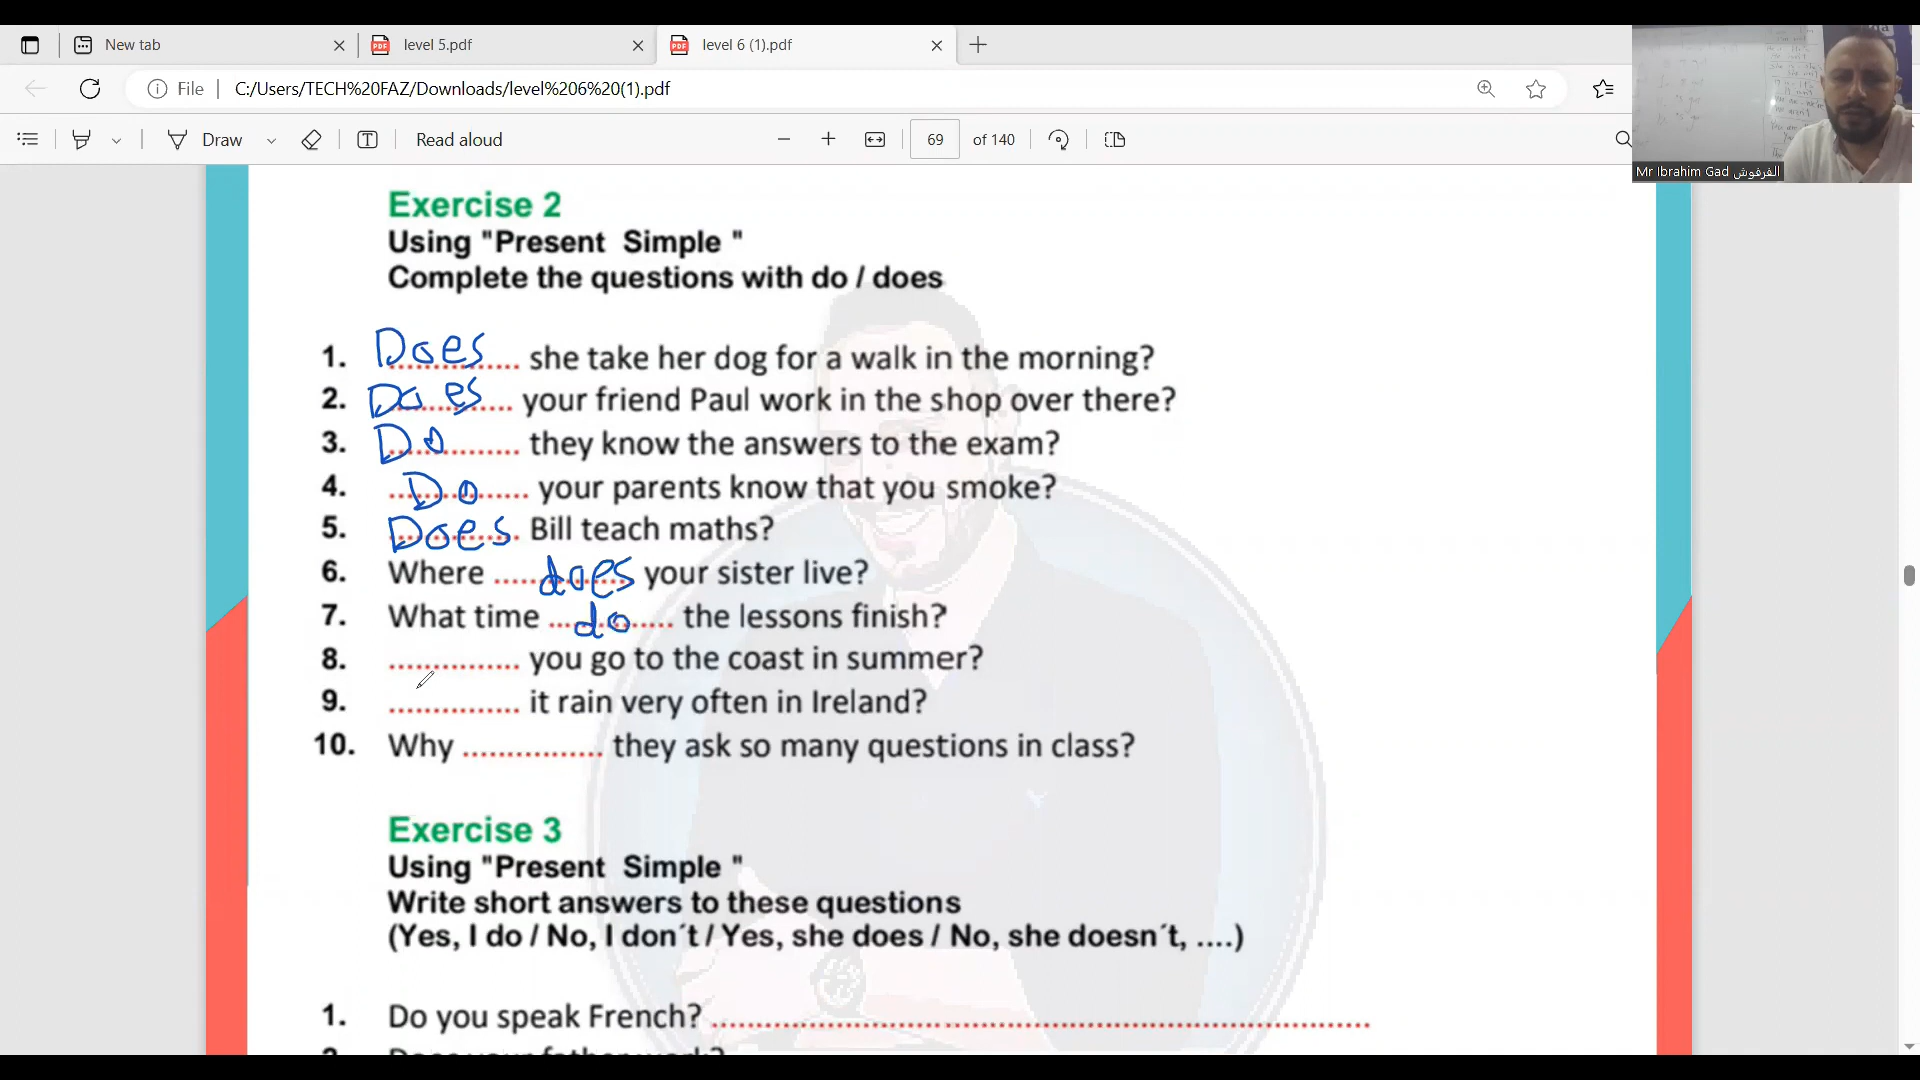 New tab
level 5.pdf
level 6 (1).pdf
File C:/Users/TECH%20FAZ/Downloads/level%206%20(1).pdf
Draw
Read aloud
69 of 140
Mr Ibrahim Gad الفرفوش
Exercise 2
Using "Present Simple "
Complete the questions with do / does
1. Does she take her dog for a walk in the morning?
2. Does your friend Paul work in the shop over there?
3. Do they know the answers to the exam?
4. Do your parents know that you smoke?
5. Does Bill teach maths?
6. Where does your sister live?
7. What time do the lessons finish?
8. .............. you go to the coast in summer?
9. .............. it rain very often in Ireland?
10. Why ............... they ask so many questions in class?
Exercise 3
Using "Present Simple "
Write short answers to these questions
(Yes, I do / No, I don´t / Yes, she does / No, she doesn´t, ....)
1. Do you speak French? ......................................................................
2. Does your father work?